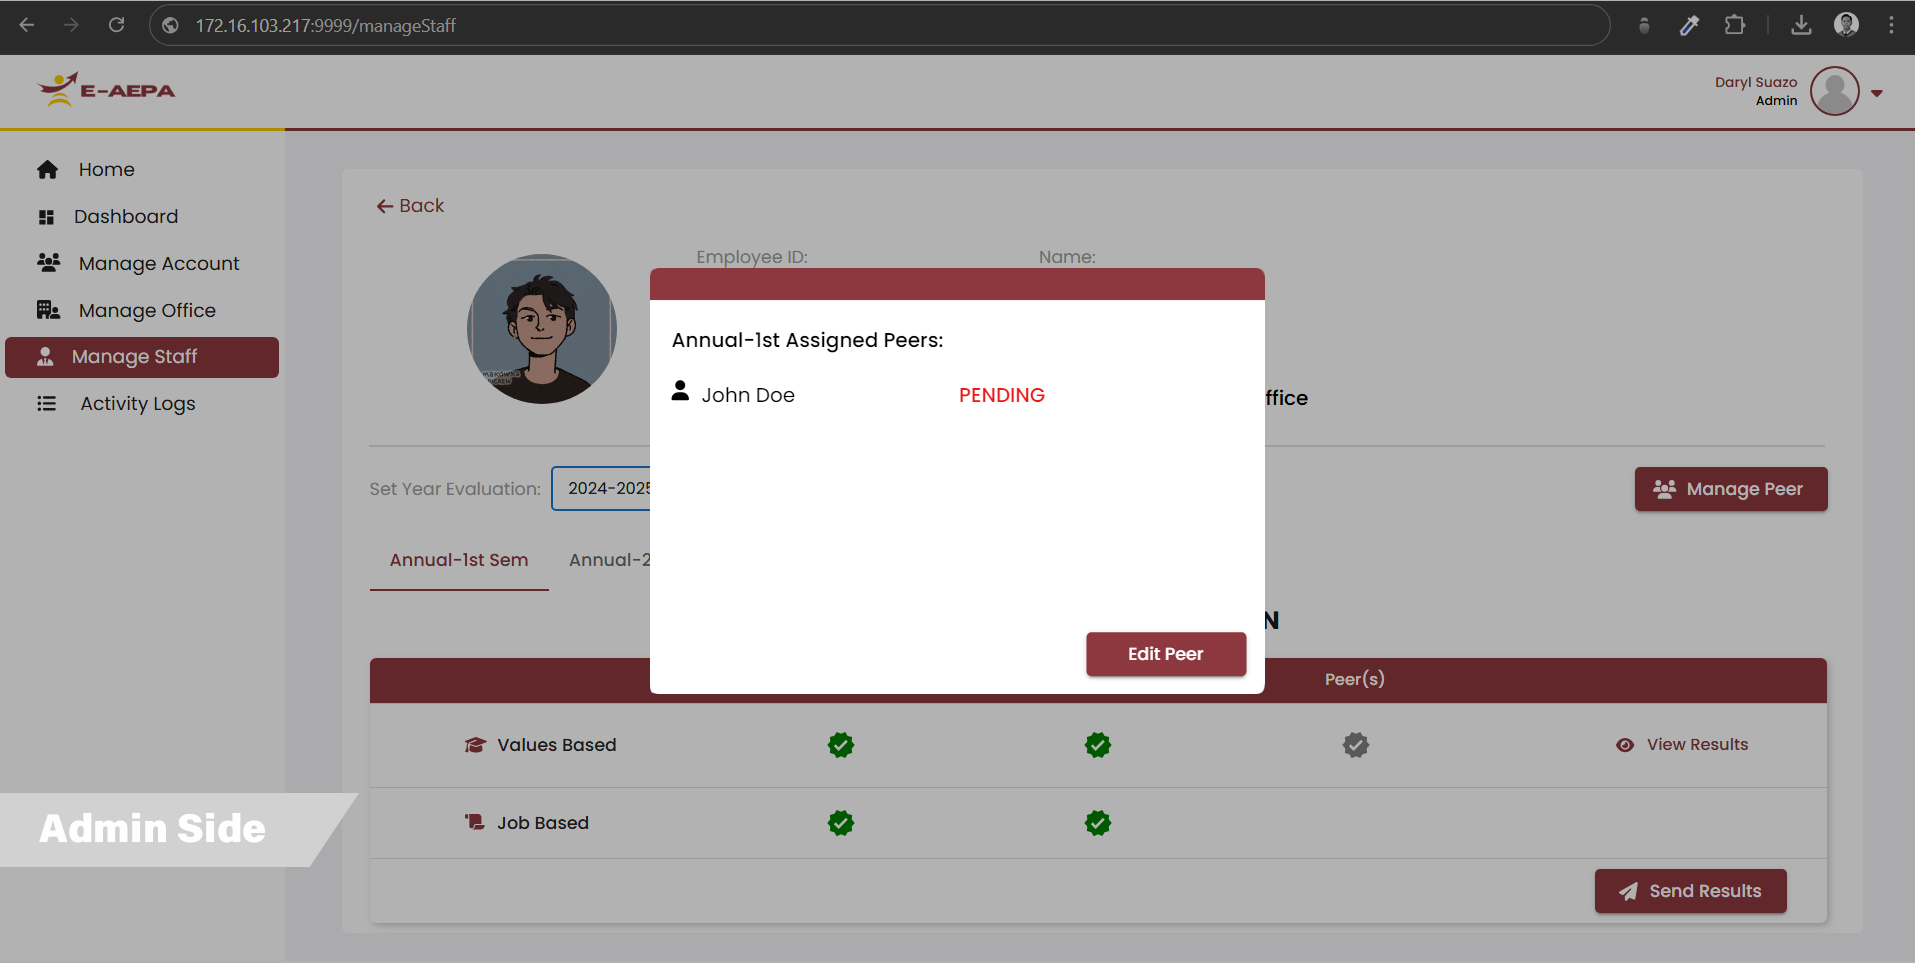 172.16.103.217:9999/manageStaff
E-AEPA
Daryl Suazo
Admin
Home
Dashboard
Manage Account
Manage Office
Manage Staff
Activity Logs
Back
Employee ID:
Name:
Annual-1st Assigned Peers:
John Doe
PENDING
ffice
Set Year Evaluation:
2024-2025
Manage Peer
Annual-1st Sem
Annual-2
N
Edit Peer
Peer(s)
Values Based
View Results
Job Based
Admin Side
Send Results